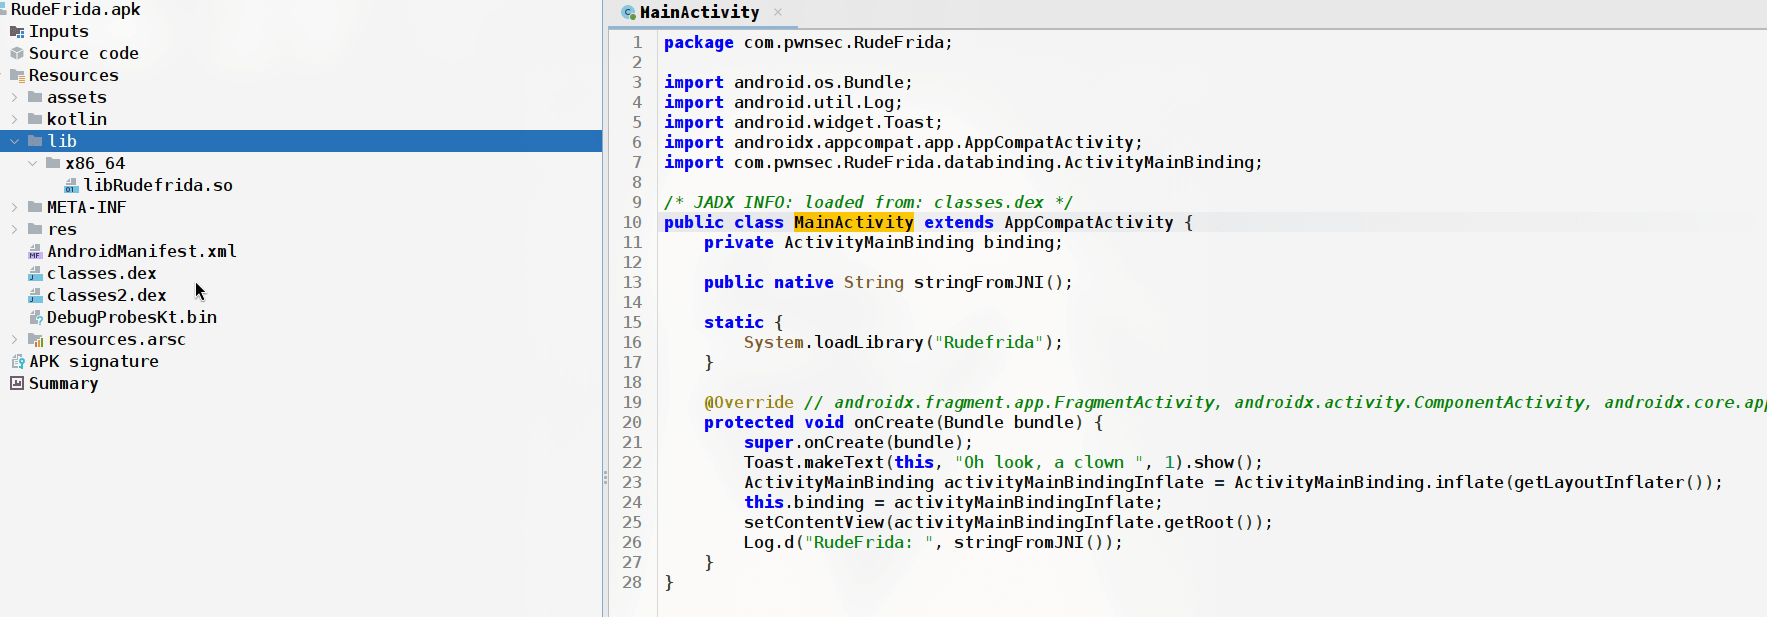 RudeFrida.apk
Inputs
Source code
Resources
assets
kotlin
lib
x86_64
libRudefrida.so
META-INF
res
AndroidManifest.xml
classes.dex
classes2.dex
DebugProbesKt.bin
resources.arsc
APK signature
Summary
MainActivity ×
1 package com.pwnsec.RudeFrida;
2
3 import android.os.Bundle;
4 import android.util.Log;
5 import android.widget.Toast;
6 import androidx.appcompat.app.AppCompatActivity;
7 import com.pwnsec.RudeFrida.databinding.ActivityMainBinding;
8
9 /* JADX INFO: loaded from: classes.dex */
10 public class MainActivity extends AppCompatActivity {
11 private ActivityMainBinding binding;
12
13 public native String stringFromJNI();
14
15 static {
16 System.loadLibrary("Rudefrida");
17 }
18
19 @Override // androidx.fragment.app.FragmentActivity, androidx.activity.ComponentActivity, androidx.core.app
20 protected void onCreate(Bundle bundle) {
21 super.onCreate(bundle);
22 Toast.makeText(this, "Oh look, a clown ", 1).show();
23 ActivityMainBinding activityMainBindingInflate = ActivityMainBinding.inflate(getLayoutInflater());
24 this.binding = activityMainBindingInflate;
25 setContentView(activityMainBindingInflate.getRoot());
26 Log.d("RudeFrida: ", stringFromJNI());
27 }
28 }